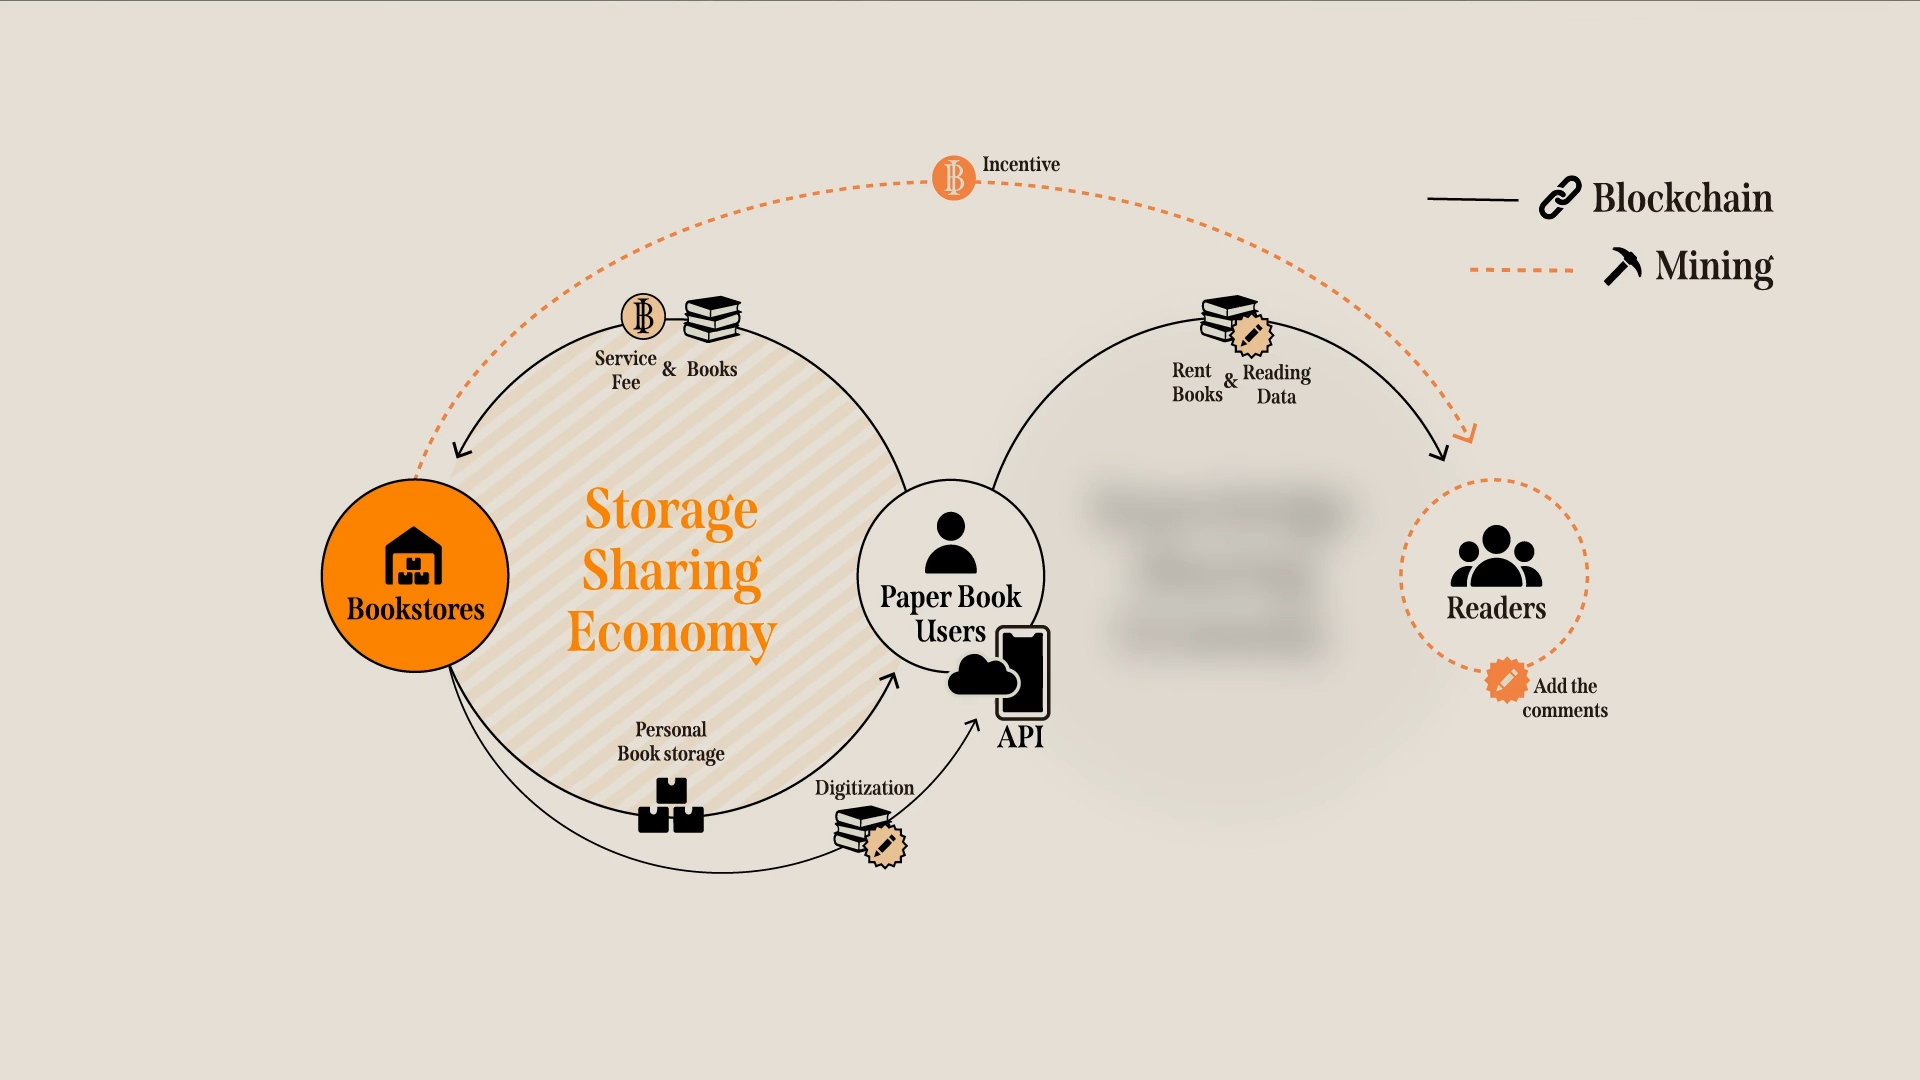 Incentive
Blockchain
Mining
Service
Fee
&
Books
Rent
Books
&
Reading
Data
Storage
Sharing
Economy
Bookstores
Paper Book
Users
API
Readers
Add the
comments
Personal
Book storage
Digitization